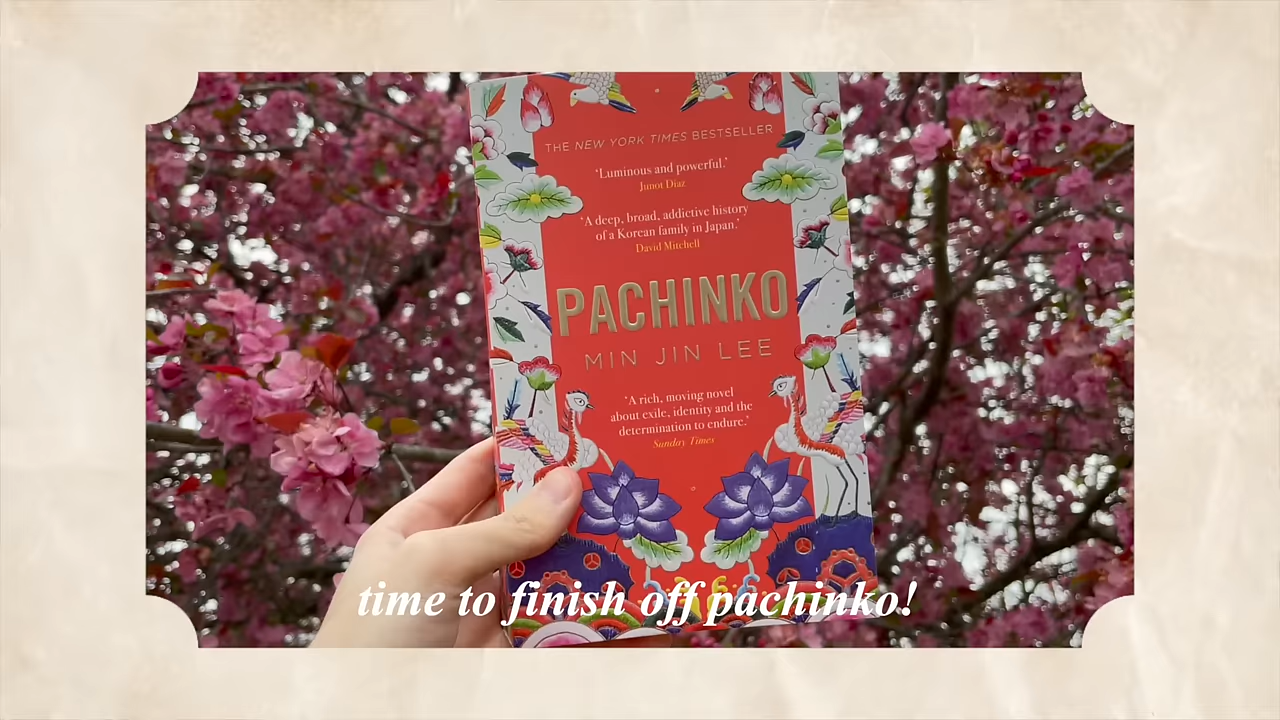 THE NEW YORK TIMES BESTSELLER
‘Luminous and powerful.’
Junot Díaz
‘A deep, broad, addictive history
of a Korean family in Japan.’
David Mitchell
PACHINKO
MIN JIN LEE
‘A rich, moving novel
about exile, identity and the
determination to endure.’
Sunday Times
time to finish off pachinko!